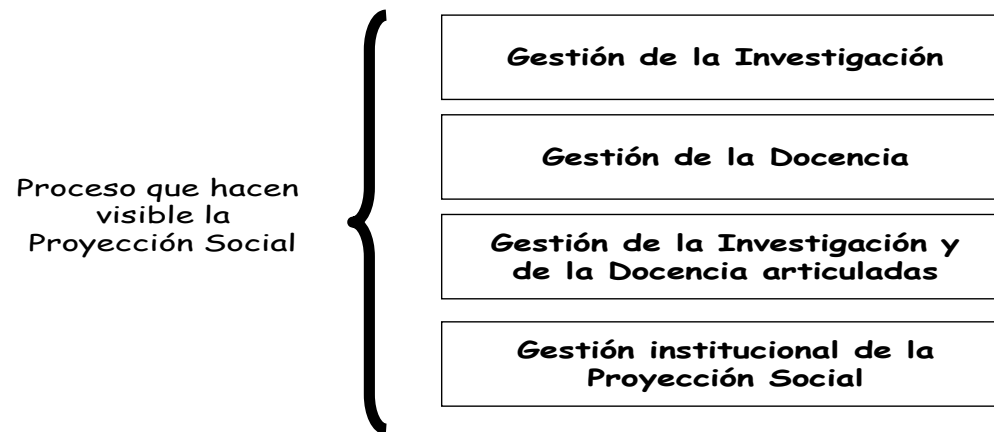 Proceso que hacen
visible la
Proyección Social
Gestión de la Investigación
Gestión de la Docencia
Gestión de la Investigación y
de la Docencia articuladas
Gestión institucional de la
Proyección Social